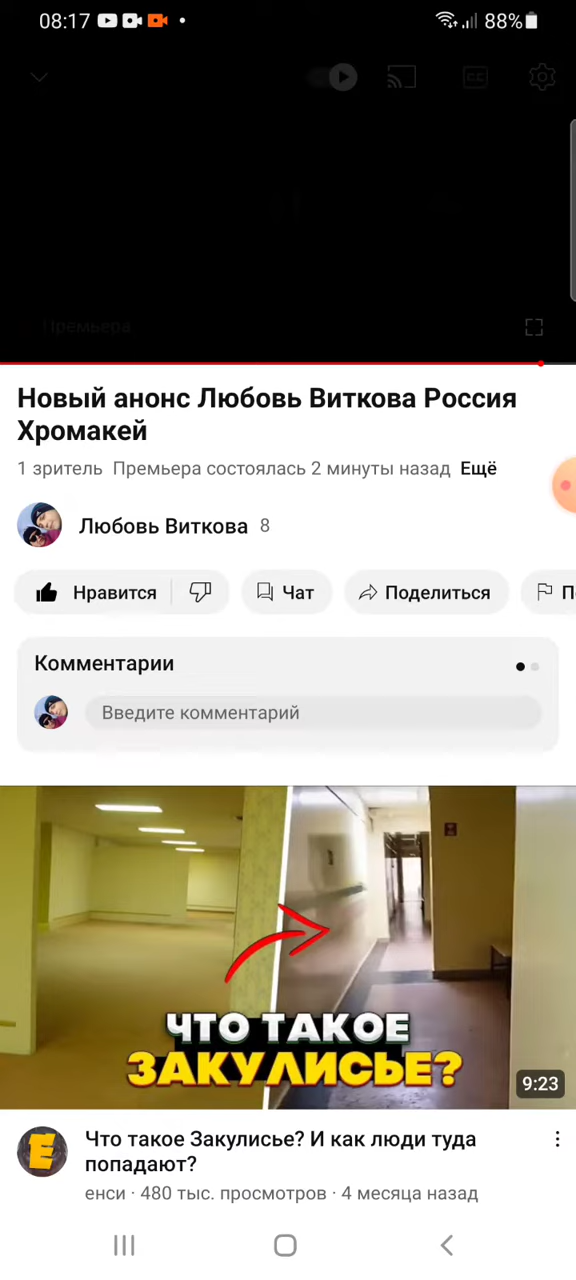 08:17
88%
CC
Премьера
Новый анонс Любовь Виткова Россия
Хромакей
1 зритель Премьера состоялась 2 минуты назад Ещё
Любовь Виткова 8
Нравится
Чат
Поделиться
Комментарии
Введите комментарий
ЧТО ТАКОЕ
ЗАКУЛИСЬЕ?
9:23
E
Что такое Закулисье? И как люди туда
попадают?
енси · 480 тыс. просмотров · 4 месяца назад